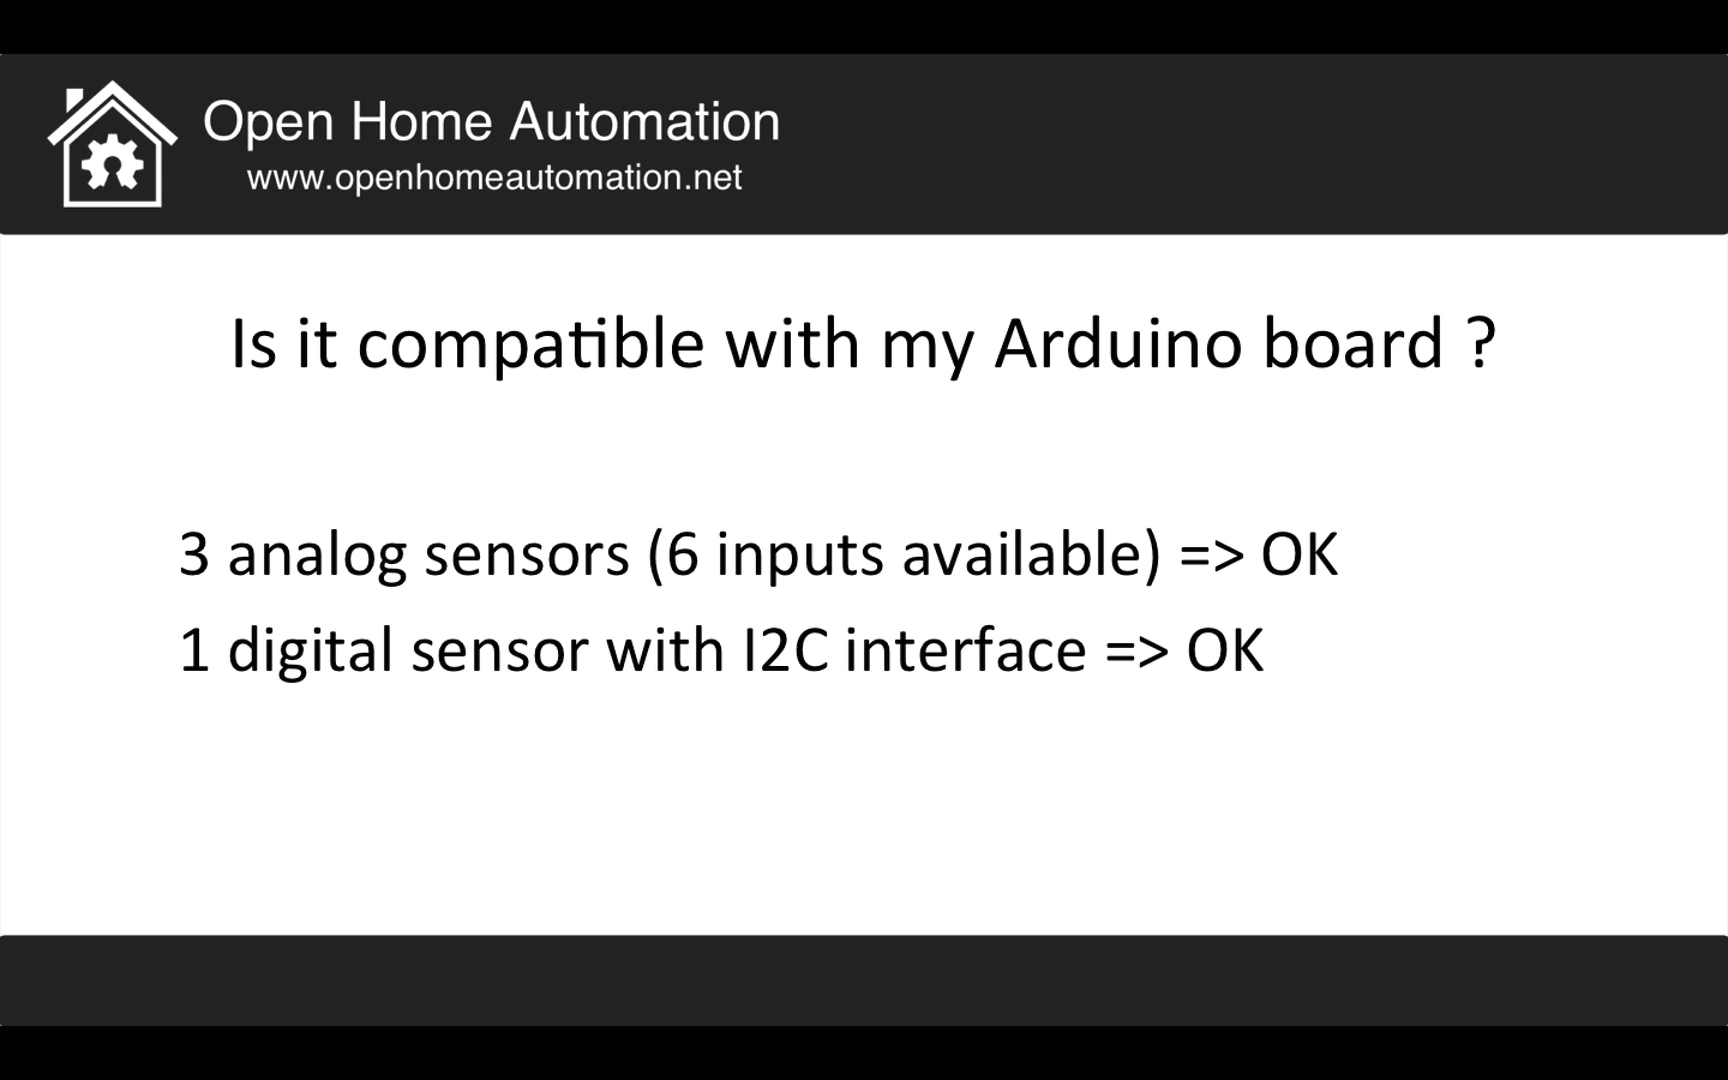 Open Home Automation
www.openhomeautomation.net
Is it compatible with my Arduino board ?
3 analog sensors (6 inputs available) => OK
1 digital sensor with I2C interface => OK